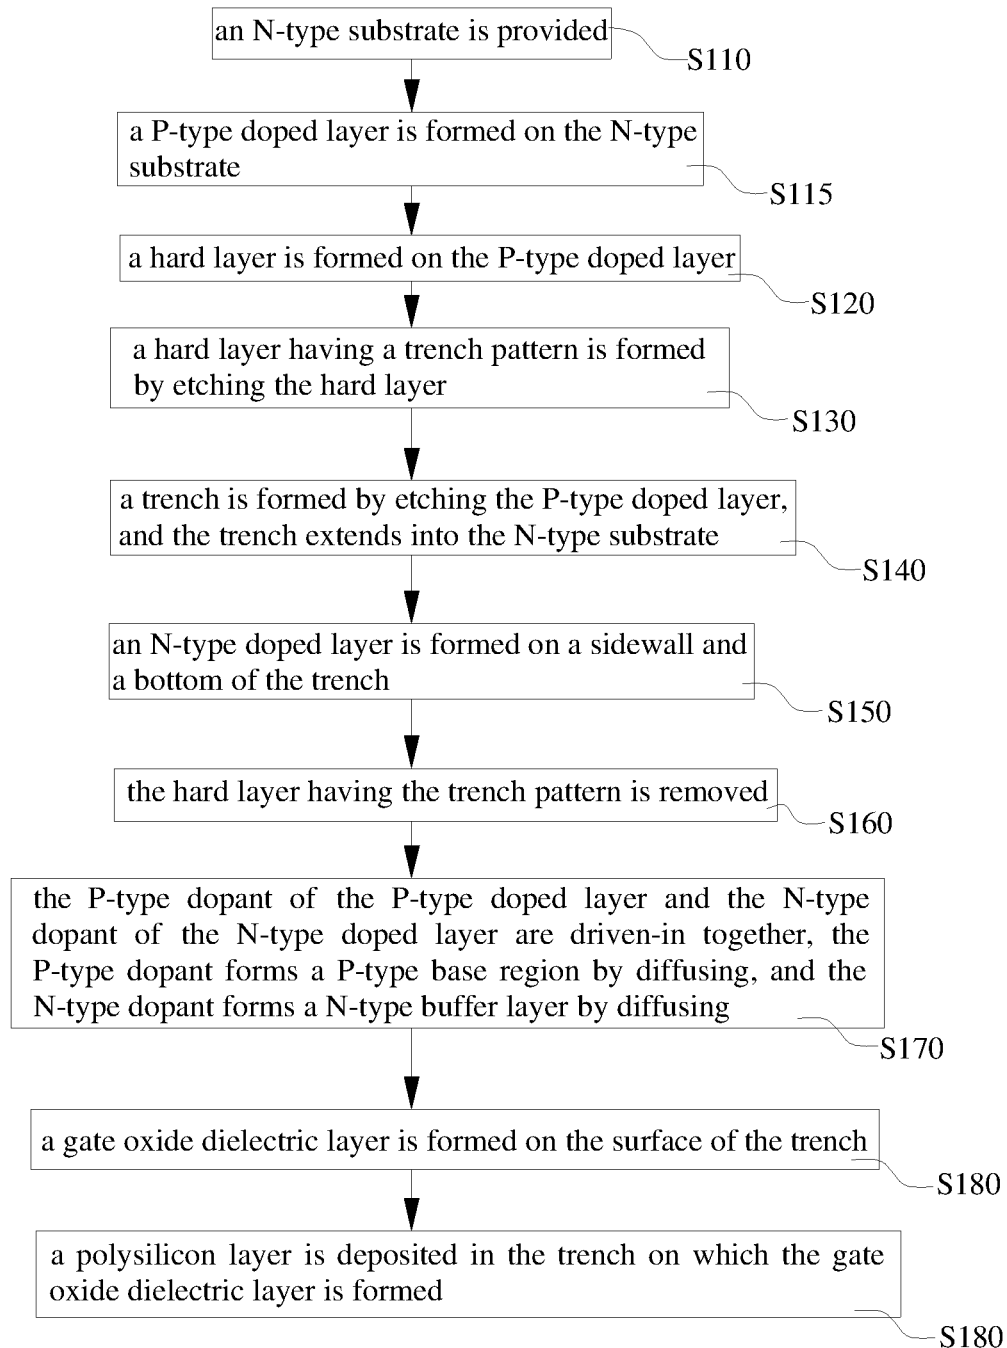 an N-type substrate is provided
S110
a P-type doped layer is formed on the N-type
substrate
S115
a hard layer is formed on the P-type doped layer
S120
a hard layer having a trench pattern is formed
by etching the hard layer
S130
a trench is formed by etching the P-type doped layer,
and the trench extends into the N-type substrate
S140
an N-type doped layer is formed on a sidewall and
a bottom of the trench
S150
the hard layer having the trench pattern is removed
S160
the P-type dopant of the P-type doped layer and the N-type
dopant of the N-type doped layer are driven-in together, the
P-type dopant forms a P-type base region by diffusing, and the
N-type dopant forms a N-type buffer layer by diffusing
S170
a gate oxide dielectric layer is formed on the surface of the trench
S180
a polysilicon layer is deposited in the trench on which the gate
oxide dielectric layer is formed
S180